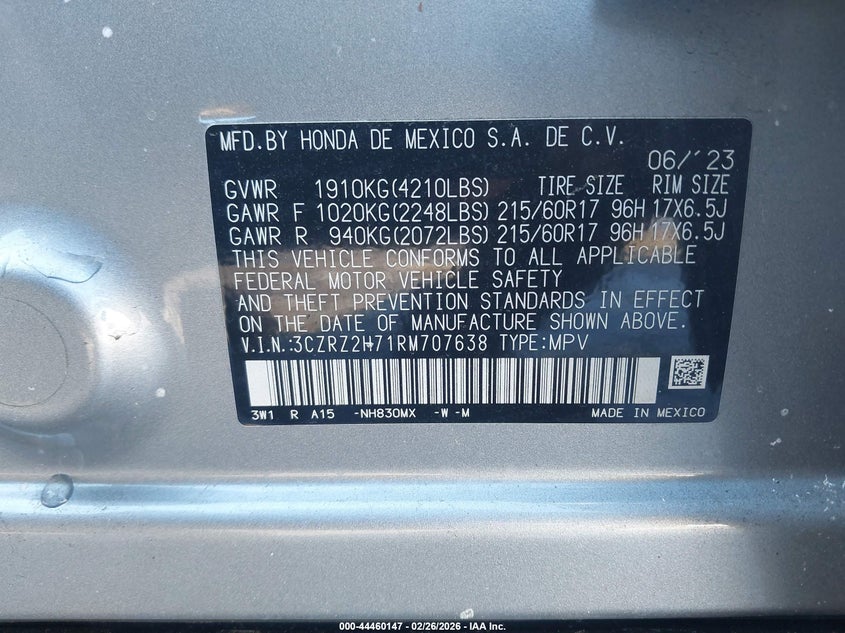 MFD.BY HONDA DE MEXICO S.A. DE C.V.
06/'23
GVWR 1910KG(4210LBS) TIRE SIZE RIM SIZE
GAWR F 1020KG(2248LBS) 215/60R17 96H 17X6.5J
GAWR R 940KG(2072LBS) 215/60R17 96H 17X6.5J
THIS VEHICLE CONFORMS TO ALL APPLICABLE
FEDERAL MOTOR VEHICLE SAFETY
AND THEFT PREVENTION STANDARDS IN EFFECT
ON THE DATE OF MANUFACTURE SHOWN ABOVE.
V.I.N.:3CZRZ2H71RM707638 TYPE:MPV
3W1 R A15 -NH830MX -W -M MADE IN MEXICO
000-44460147 - 02/26/2026 - IAA Inc.